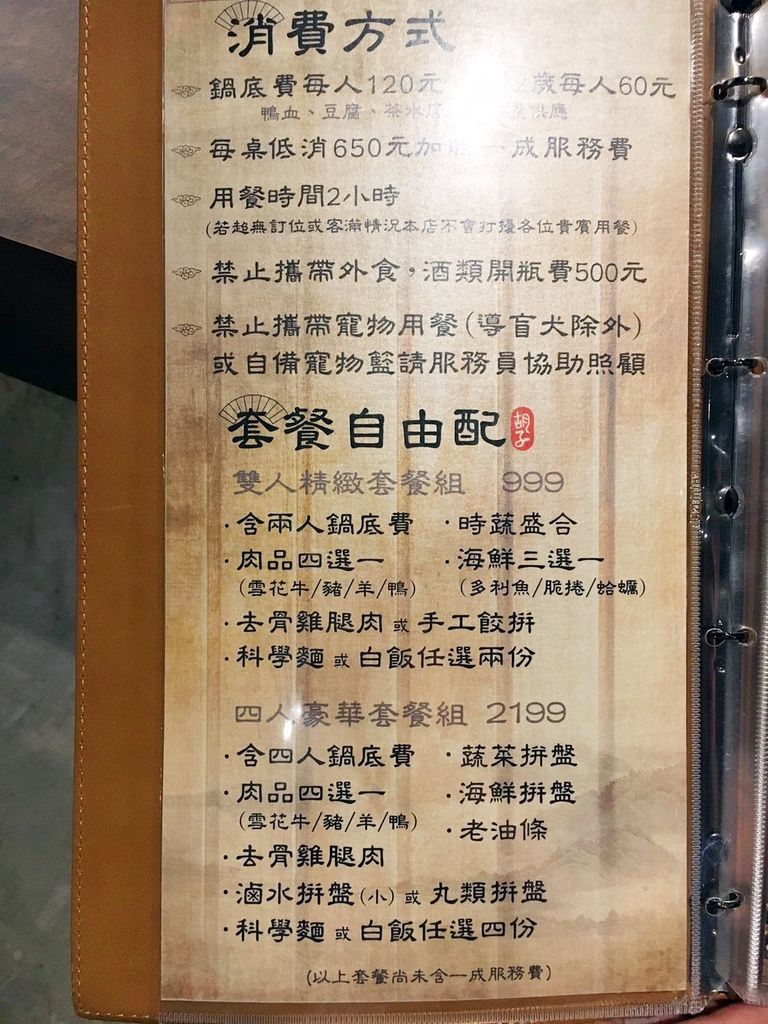 消費方式
鍋底費每人120元 歲每人60元
鴨血、豆腐、茶水 供應
每桌低消650元加 一成服務費
用餐時間2小時
(若超無訂位或客滿情況本店不會打擾各位貴賓用餐)
禁止攜帶外食,酒類開瓶費500元
禁止攜帶寵物用餐(導盲犬除外)
或自備寵物籃請服務員協助照顧
套餐自由配 胡子
雙人精緻套餐組 999
·含兩人鍋底費 ·時蔬盛合
·肉品四選一 ·海鮮三選一
(雪花牛/豬/羊/鴨) (多利魚/脆捲/蛤蠣)
·去骨雞腿肉 或 手工餃拼
·科學麵 或 白飯任選兩份
四人豪華套餐組 2199
·含四人鍋底費 ·蔬菜拼盤
·肉品四選一 ·海鮮拼盤
(雪花牛/豬/羊/鴨) ·老油條
·去骨雞腿肉
·滷水拼盤(小) 或 丸類拼盤
·科學麵 或 白飯任選四份
(以上套餐尚未含一成服務費)